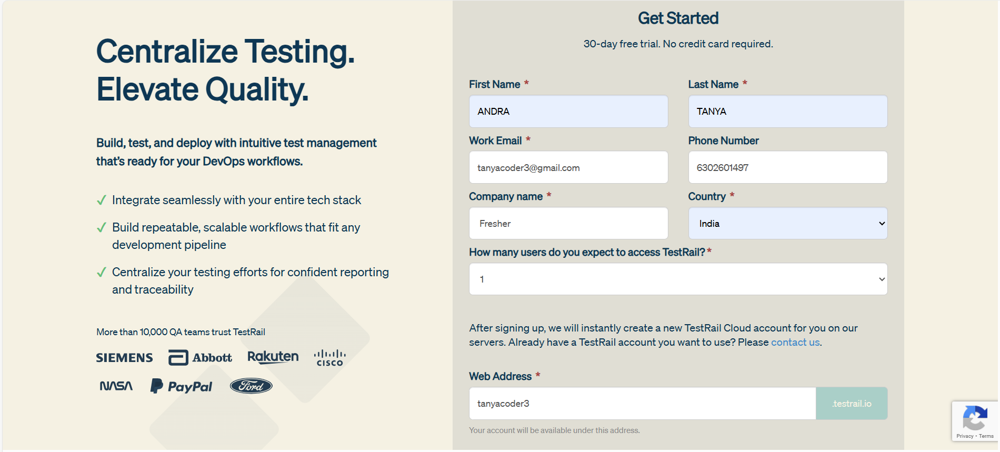 Centralize Testing.
Elevate Quality.
Build, test, and deploy with intuitive test management
that's ready for your DevOps workflows.
✓ Integrate seamlessly with your entire tech stack
✓ Build repeatable, scalable workflows that fit any
development pipeline
✓ Centralize your testing efforts for confident reporting
and traceability
More than 10,000 QA teams trust TestRail
SIEMENS Abbott Rakuten CISCO
NASA PayPal Ford
Get Started
30-day free trial. No credit card required.
First Name * Last Name *
ANDRA TANYA
Work Email * Phone Number
tanyacoder3@gmail.com 6302601497
Company name * Country *
Fresher India
How many users do you expect to access TestRail? *
1
After signing up, we will instantly create a new TestRail Cloud account for you on our
servers. Already have a TestRail account you want to use? Please contact us.
Web Address *
tanyacoder3 .testrail.io
Your account will be available under this address.
Privacy - Terms